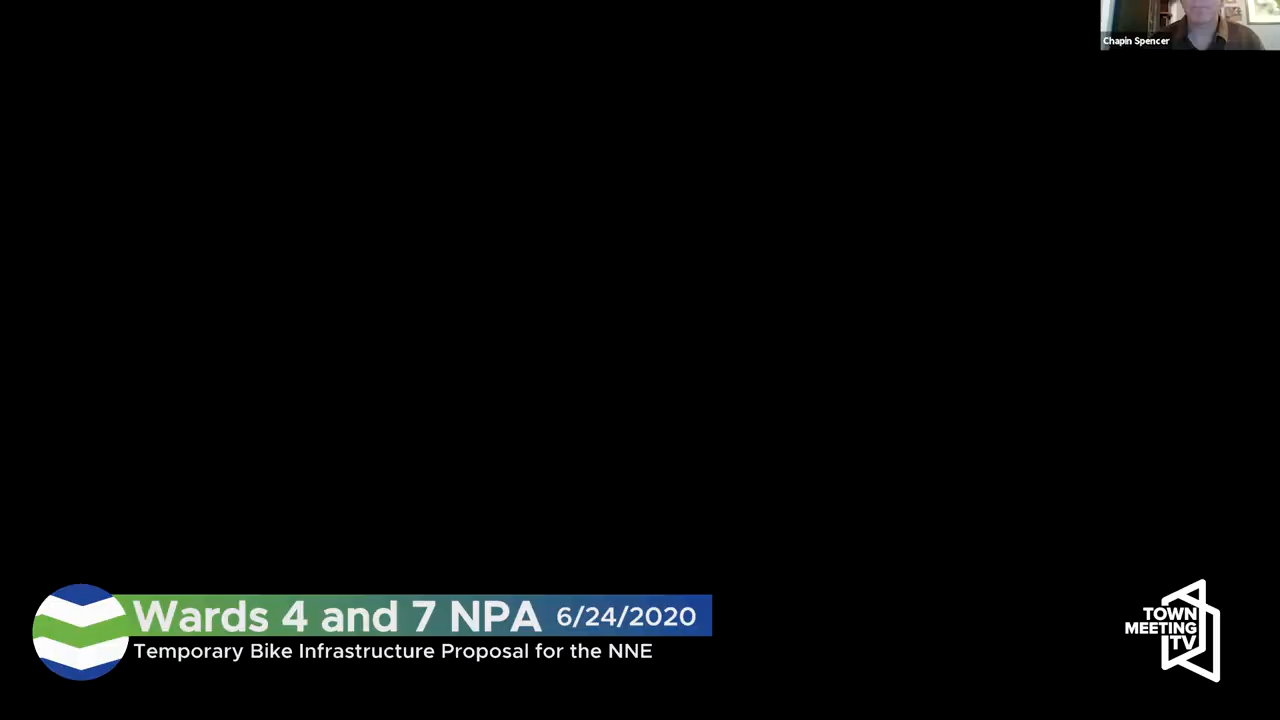 Chapin Spencer
Wards 4 and 7 NPA 6/24/2020
Temporary Bike Infrastructure Proposal for the NNE
TOWN
MEETING
TV